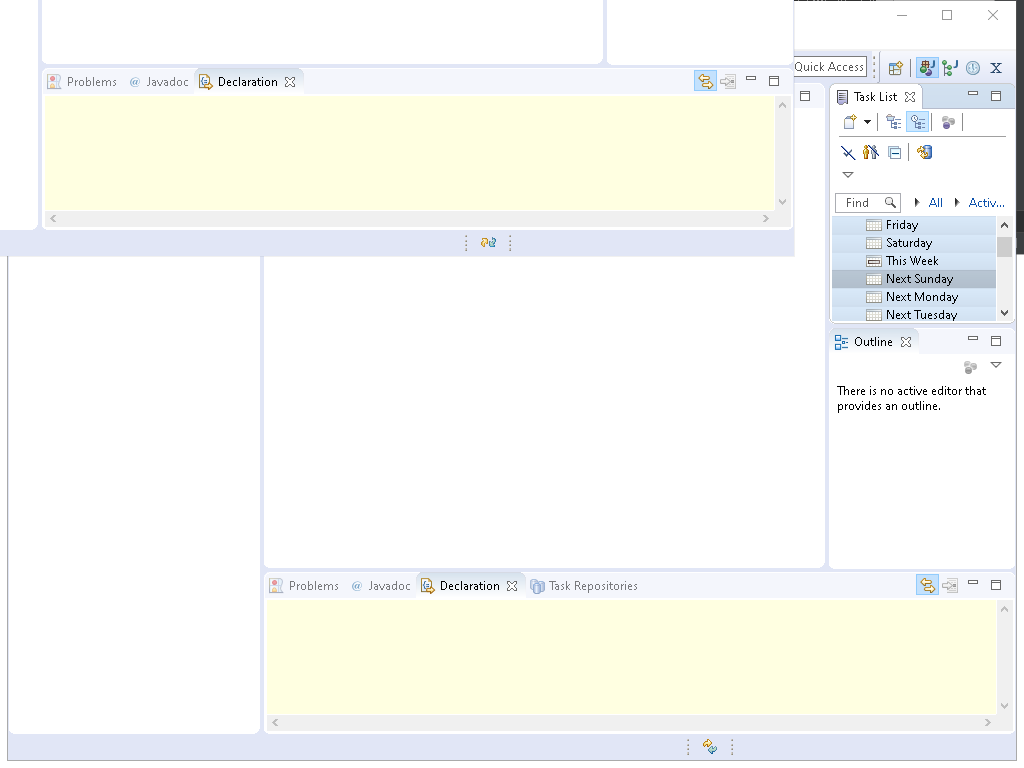 Problems @ Javadoc Declaration
Quick Access
Task List
Find All Activ...
Friday
Saturday
This Week
Next Sunday
Next Monday
Next Tuesday
Outline
There is no active editor that
provides an outline.
Problems @ Javadoc Declaration Task Repositories